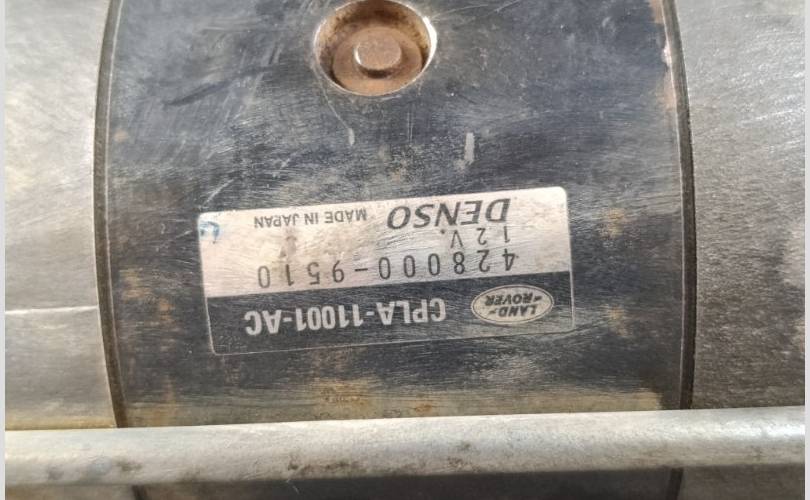 LAND-
-ROVER
CPLA-11001-AC
428000-9510
12V.
DENSO MADE IN JAPAN